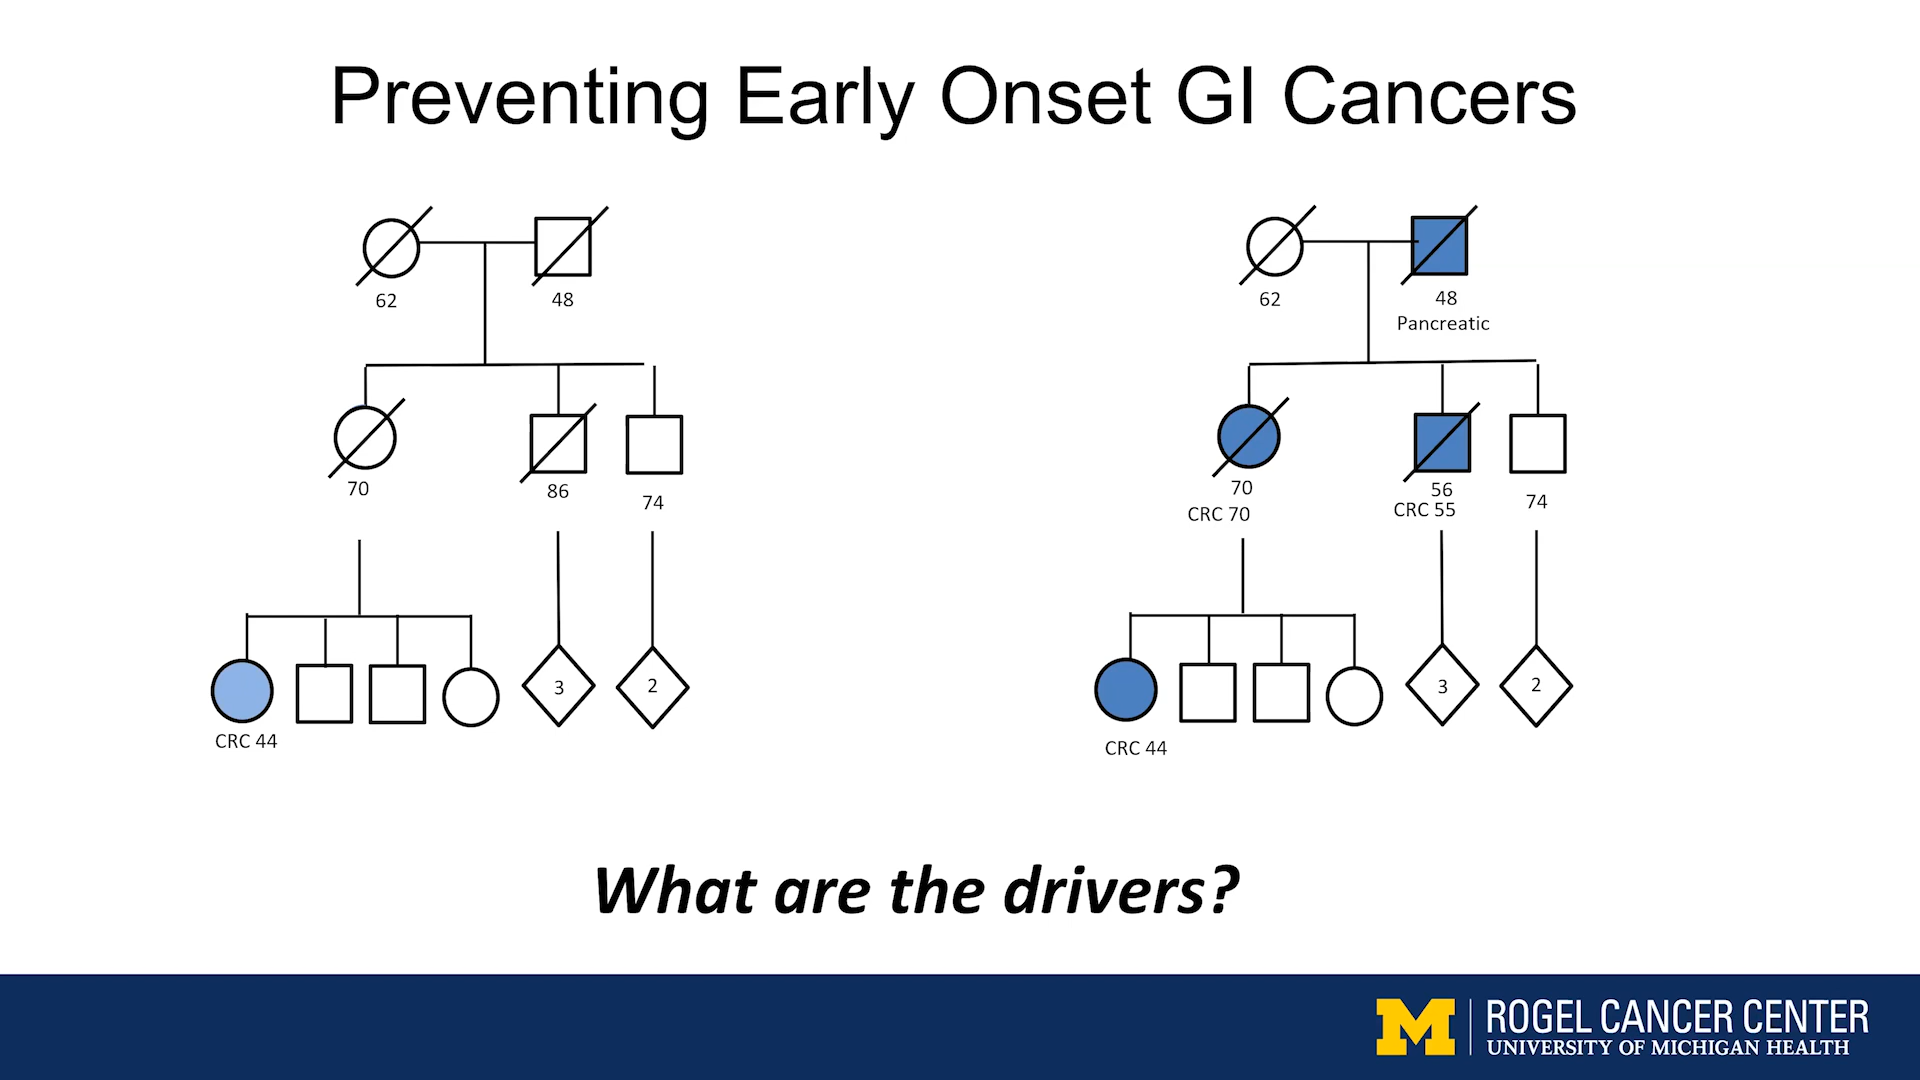 Preventing Early Onset GI Cancers
62
48
70
86
74
3
2
CRC 44
62
48
Pancreatic
70
CRC 70
56
CRC 55
74
3
2
CRC 44
What are the drivers?
M
ROGEL CANCER CENTER
UNIVERSITY OF MICHIGAN HEALTH